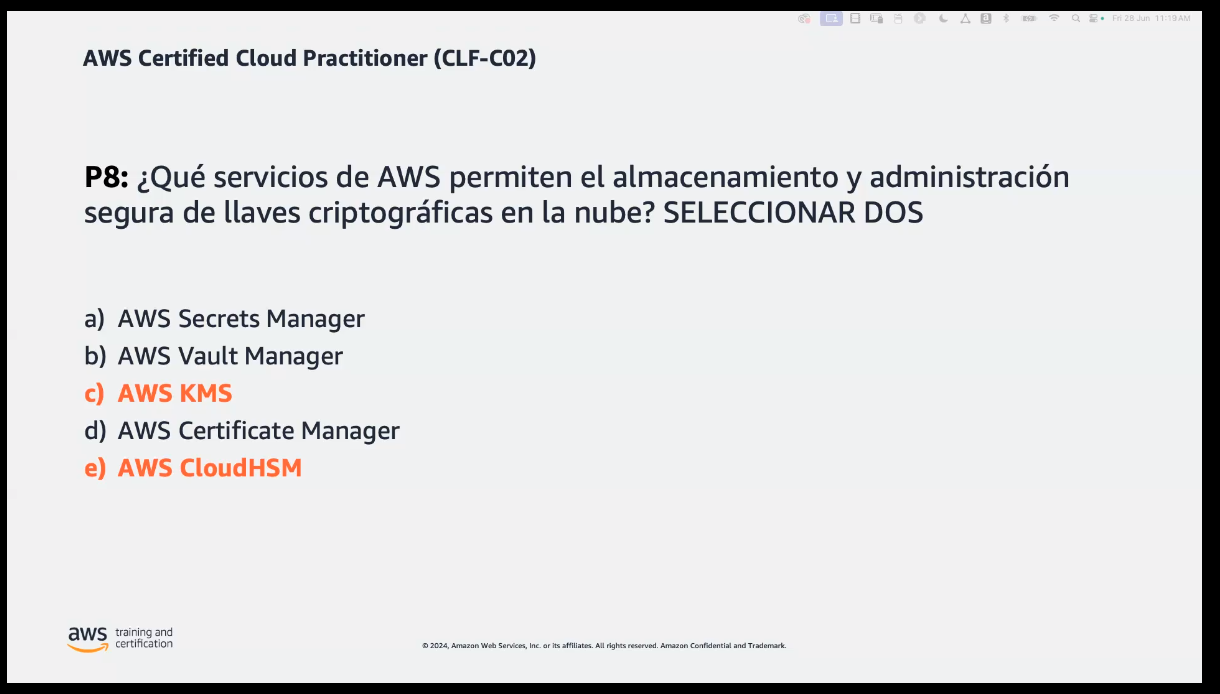 Fri 28 Jun 11:19 AM
AWS Certified Cloud Practitioner (CLF-C02)
P8: ¿Qué servicios de AWS permiten el almacenamiento y administración
segura de llaves criptográficas en la nube? SELECCIONAR DOS
a) AWS Secrets Manager
b) AWS Vault Manager
c) AWS KMS
d) AWS Certificate Manager
e) AWS CloudHSM
aws training and
certification
© 2024, Amazon Web Services, Inc. or its affiliates. All rights reserved. Amazon Confidential and Trademark.